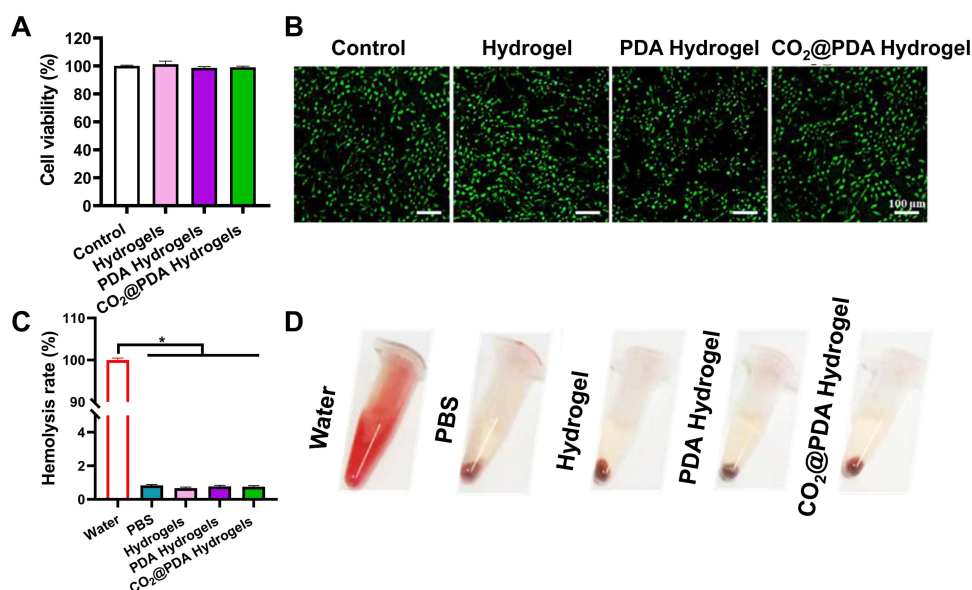 A
Cell viability (%)
120
100
80
60
40
20
0
Control
Hydrogels
PDA Hydrogels
CO₂@PDA Hydrogels
B
Control
Hydrogel
PDA Hydrogel
CO₂@PDA Hydrogel
100 μm
C
Hemolysis rate (%)
110
100
90
4
2
0
*
Water
PBS
Hydrogels
PDA Hydrogels
CO₂@PDA Hydrogels
D
Water
PBS
Hydrogel
PDA Hydrogel
CO₂@PDA Hydrogel